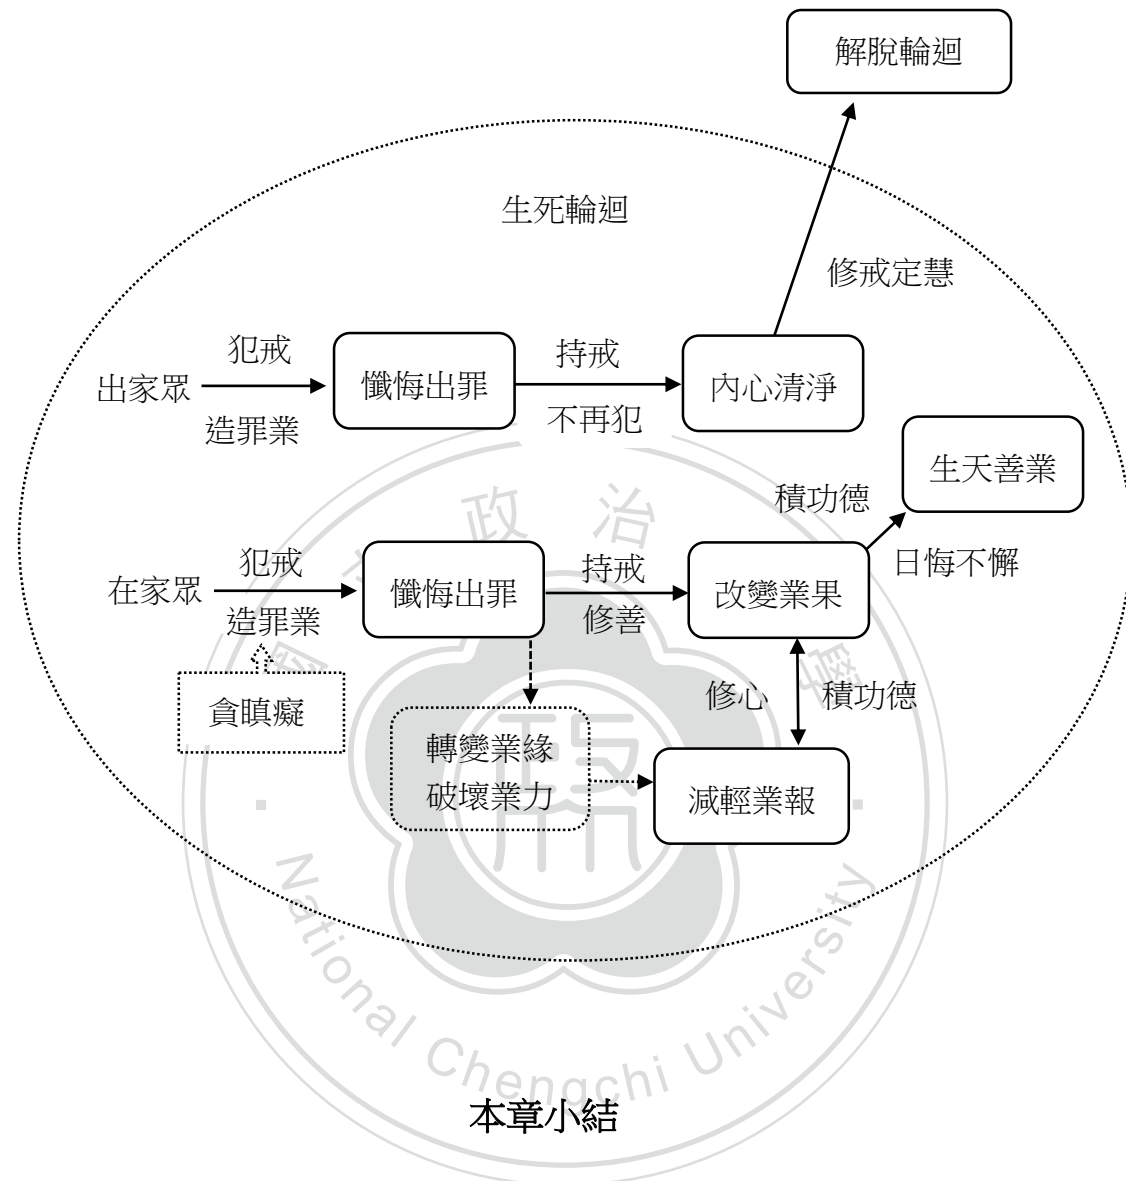 解脫輪迴
生死輪迴
修戒定慧
出家眾
犯戒
造罪業
懺悔出罪
持戒
不再犯
內心清淨
生天善業
積功德
日悔不懈
在家眾
犯戒
造罪業
懺悔出罪
持戒
修善
改變業果
貪瞋癡
修心
積功德
轉變業緣
破壞業力
減輕業報
政治
學
National Chengchi University
本章小結